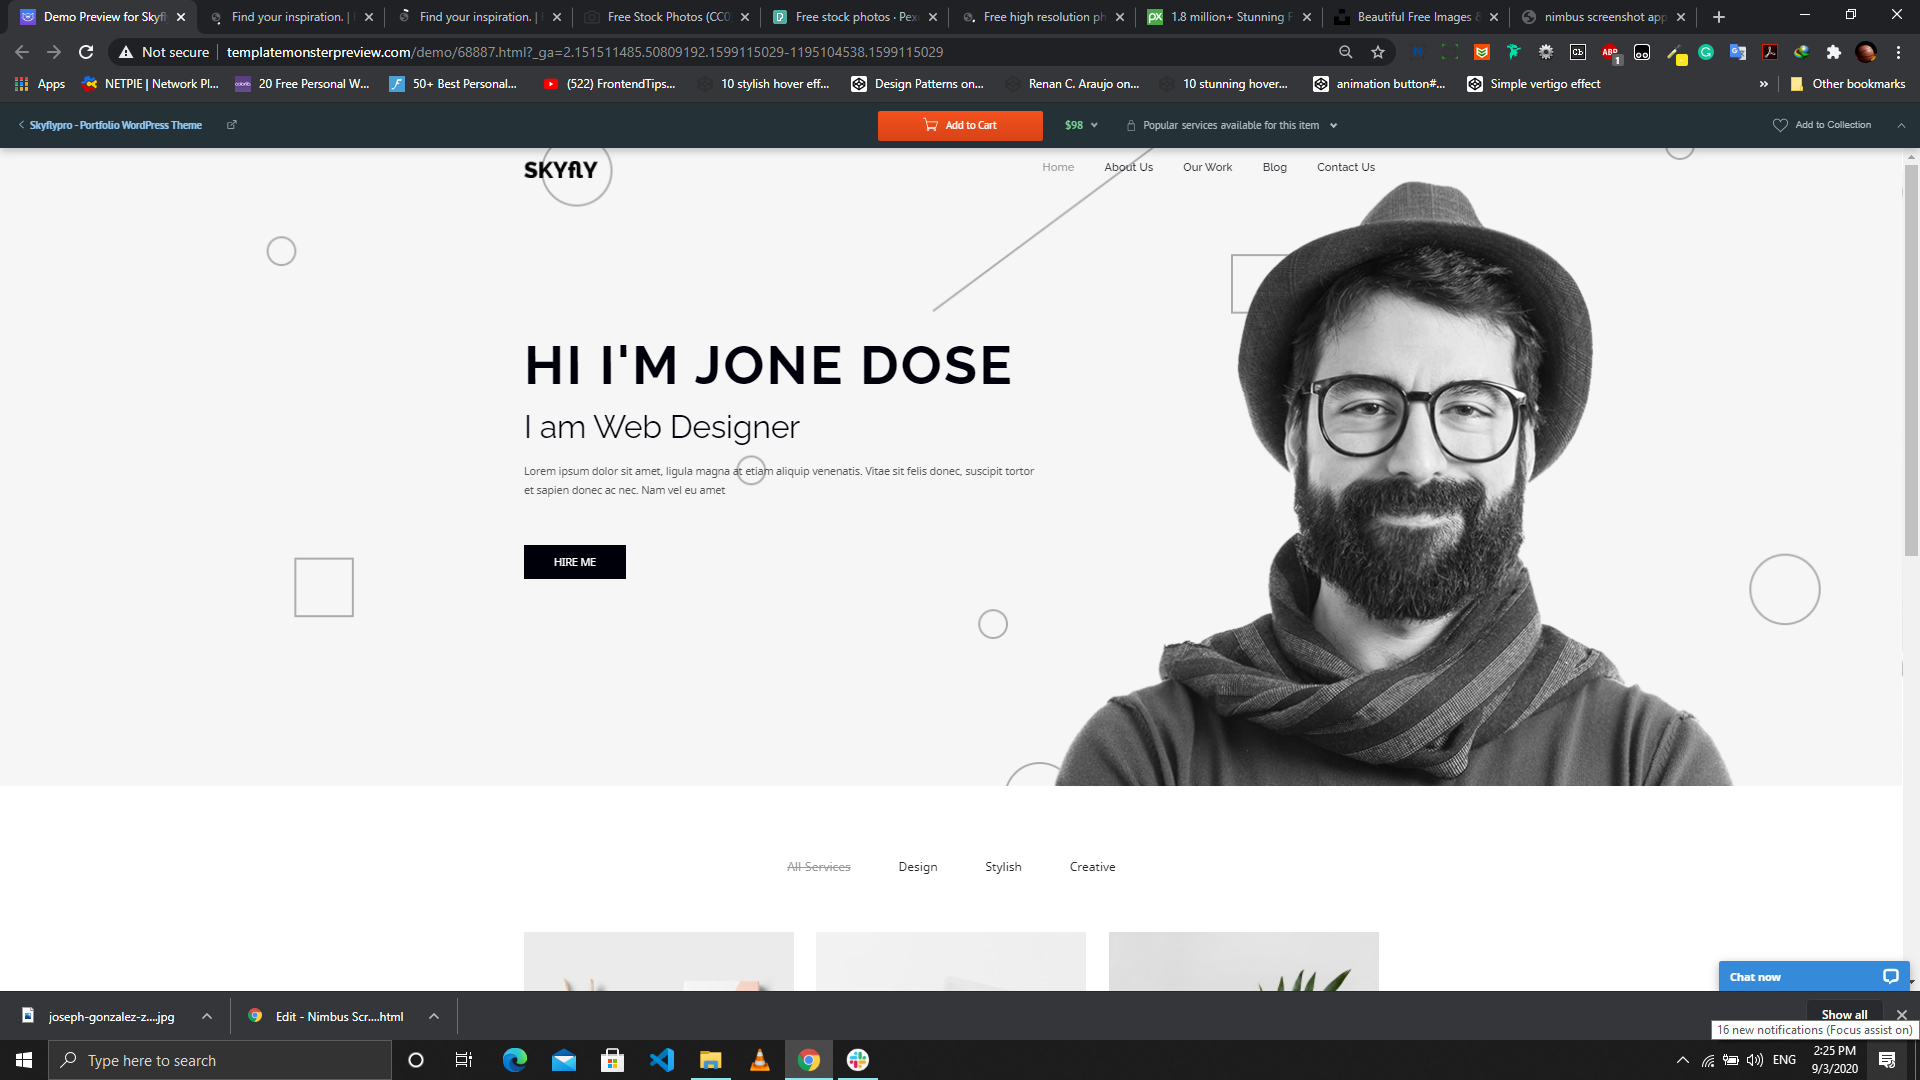 Demo Preview for Skyfl
Find your inspiration. |
Find your inspiration. |
Free Stock Photos (CC0
Free stock photos · Pex
Free high resolution ph
1.8 million+ Stunning F
Beautiful Free Images &
nimbus screenshot app
Not secure
templatemonsterpreview.com/demo/68887.html?_ga=2.151511485.50809192.1599115029-1195104538.1599115029
Apps
NETPIE | Network Pl...
20 Free Personal W...
50+ Best Personal...
(522) FrontendTips...
10 stylish hover eff...
Design Patterns on...
Renan C. Araujo on...
10 stunning hover...
animation button#...
Simple vertigo effect
»
Other bookmarks
Skyflypro - Portfolio WordPress Theme
Add to Cart
$98
Popular services available for this item
Add to Collection
SKYflY
Home
About Us
Our Work
Blog
Contact Us
HI I'M JONE DOSE
I am Web Designer
Lorem ipsum dolor sit amet, ligula magna at etiam aliquip venenatis. Vitae sit felis donec, suscipit tortor
et sapien donec ac nec. Nam vel eu amet
HIRE ME
All Services
Design
Stylish
Creative
Chat now
joseph-gonzalez-z....jpg
Edit - Nimbus Scr....html
Show all
16 new notifications (Focus assist on)
Type here to search
ENG
2:25 PM
9/3/2020